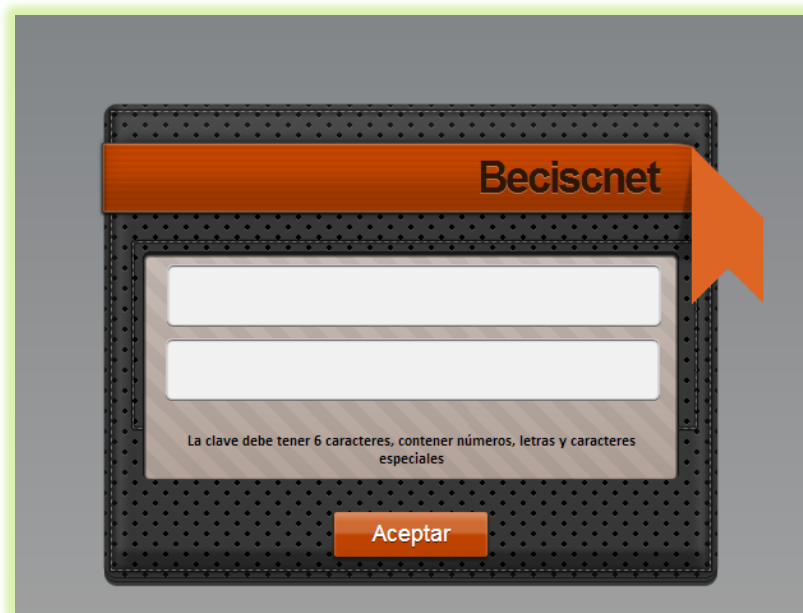 Beciscnet
La clave debe tener 6 caracteres, contener números, letras y caracteres
especiales
Aceptar